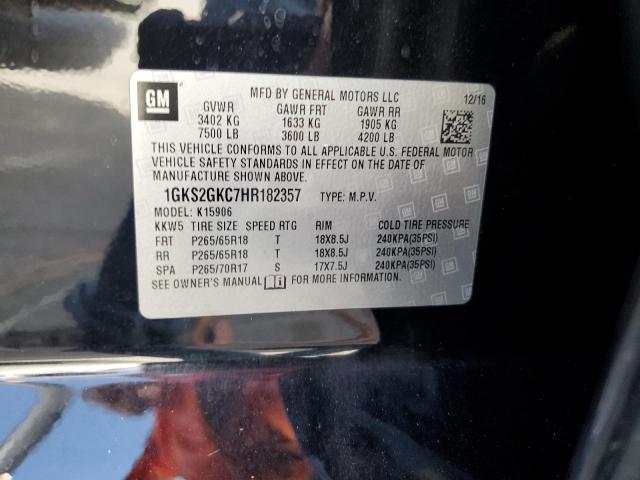 GM
MFD BY GENERAL MOTORS LLC
12/16
GVWR GAWR FRT GAWR RR
3402 KG 1633 KG 1905 KG
7500 LB 3600 LB 4200 LB
THIS VEHICLE CONFORMS TO ALL APPLICABLE U.S. FEDERAL MOTOR
VEHICLE SAFETY STANDARDS IN EFFECT ON THE DATE OF
MANUFACTURE SHOWN ABOVE.
1GKS2GKC7HR182357 TYPE: M.P.V.
MODEL: K15906
KKW5 TIRE SIZE SPEED RTG RIM COLD TIRE PRESSURE
FRT P265/65R18 T 18X8.5J 240KPA(35PSI)
RR P265/65R18 T 18X8.5J 240KPA(35PSI)
SPA P265/70R17 S 17X7.5J 240KPA(35PSI)
SEE OWNER'S MANUAL FOR MORE INFORMATION.